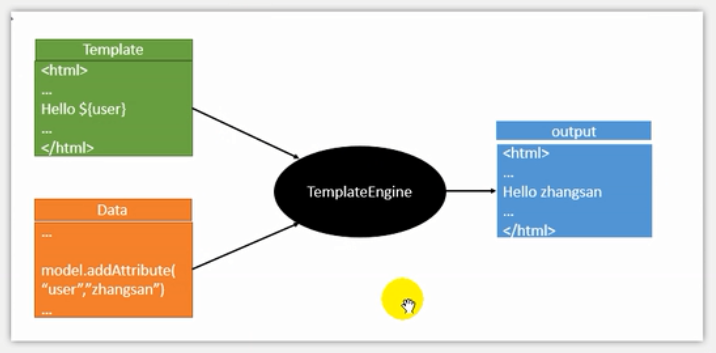 Template
<html>
...
Hello ${user}
...
</html>
Data
...
model.addAttribute(
“user”,”zhangsan”)
...
TemplateEngine
output
<html>
...
Hello zhangsan
...
</html>